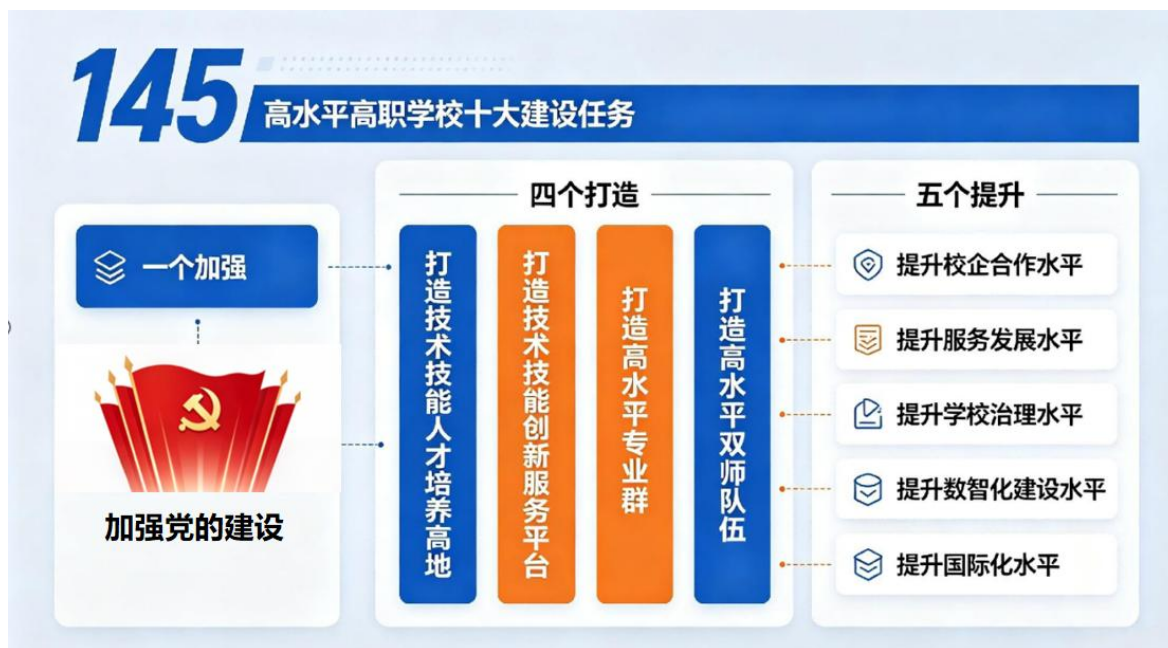 145
高水平高职学校十大建设任务
一个加强
加强党的建设
四个打造
打造技术技能人才培养高地
打造技术技能创新服务平台
打造高水平专业群
打造高水平双师队伍
五个提升
提升校企合作水平
提升服务发展水平
提升学校治理水平
提升数智化建设水平
提升国际化水平